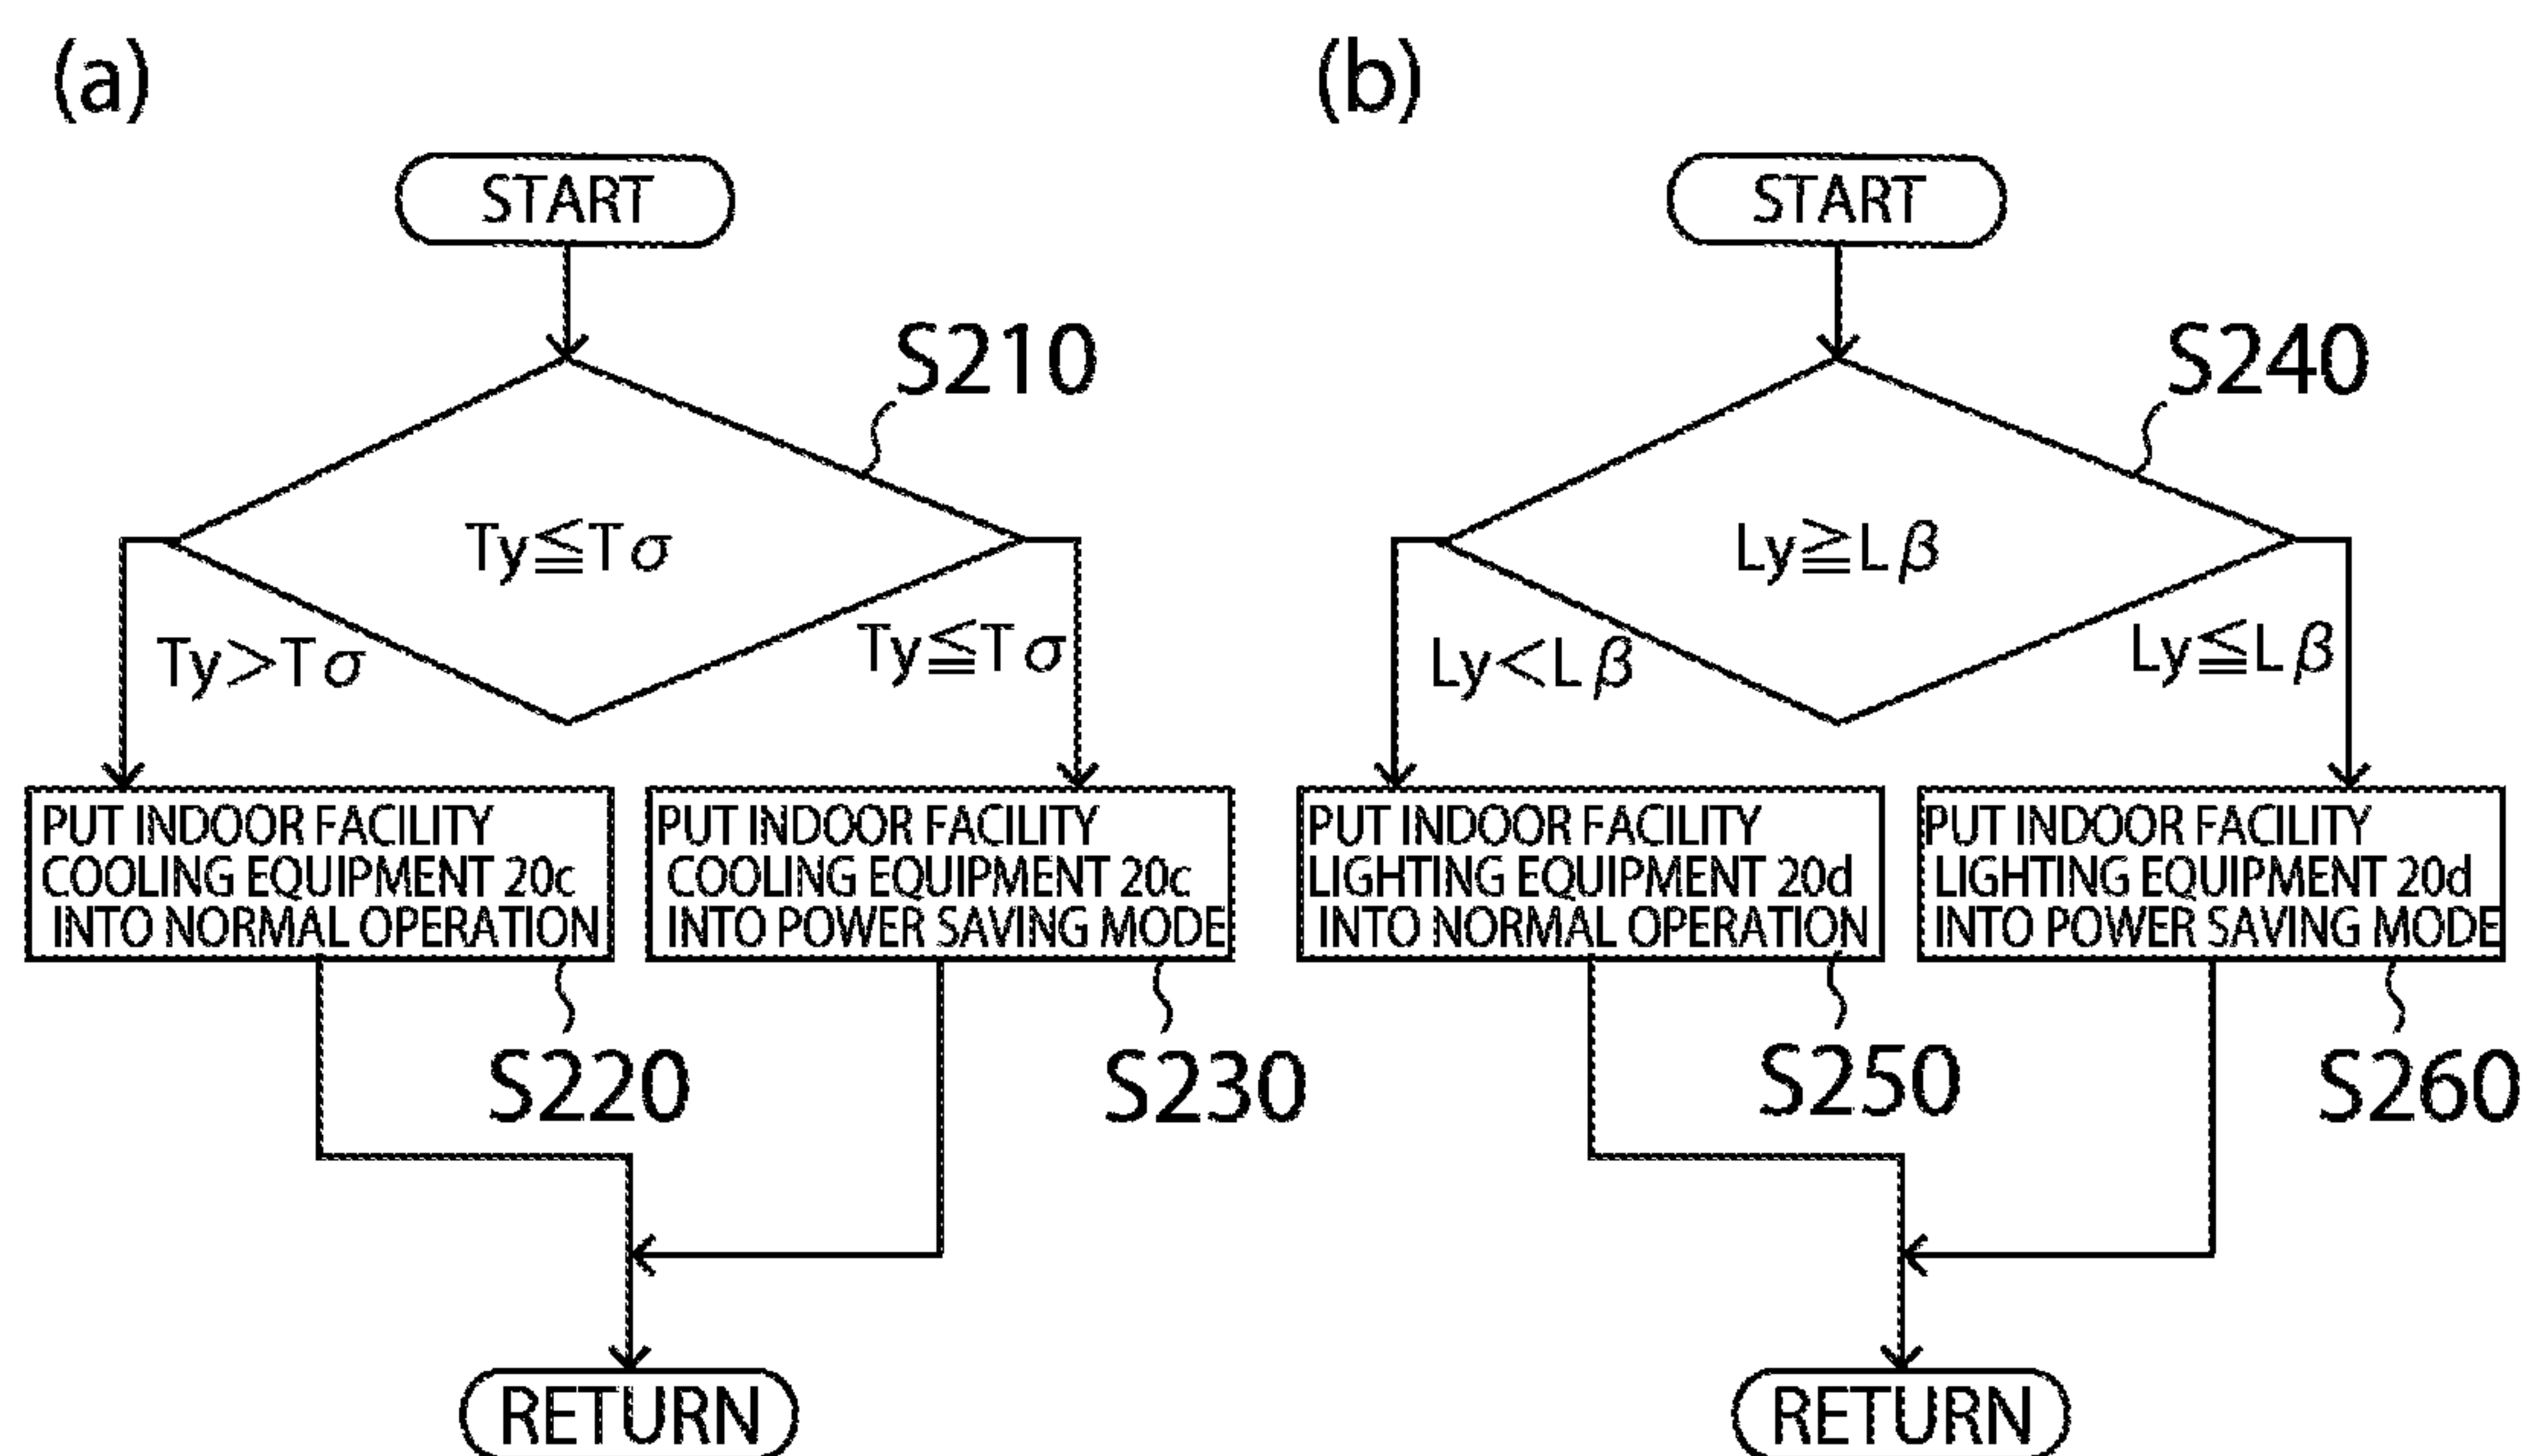 (a)
START
S210
Ty≦Tσ
Ty>Tσ
Ty≦Tσ
PUT INDOOR FACILITY
COOLING EQUIPMENT 20c
INTO NORMAL OPERATION
PUT INDOOR FACILITY
COOLING EQUIPMENT 20c
INTO POWER SAVING MODE
S220
S230
RETURN
(b)
START
S240
Ly≧Lβ
Ly<Lβ
Ly≦Lβ
PUT INDOOR FACILITY
LIGHTING EQUIPMENT 20d
INTO NORMAL OPERATION
PUT INDOOR FACILITY
LIGHTING EQUIPMENT 20d
INTO POWER SAVING MODE
S250
S260
RETURN